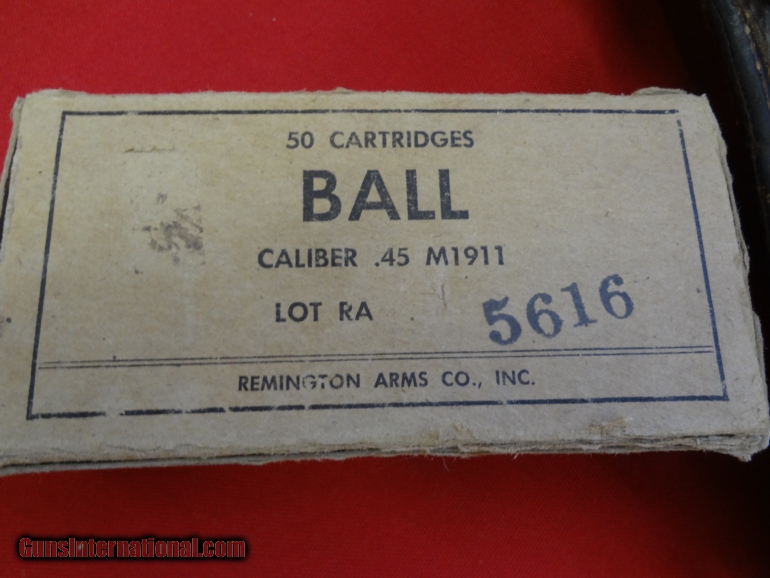 50 CARTRIDGES
BALL
CALIBER .45 M1911
LOT RA 5616
REMINGTON ARMS CO., INC.
GunsInternational.com